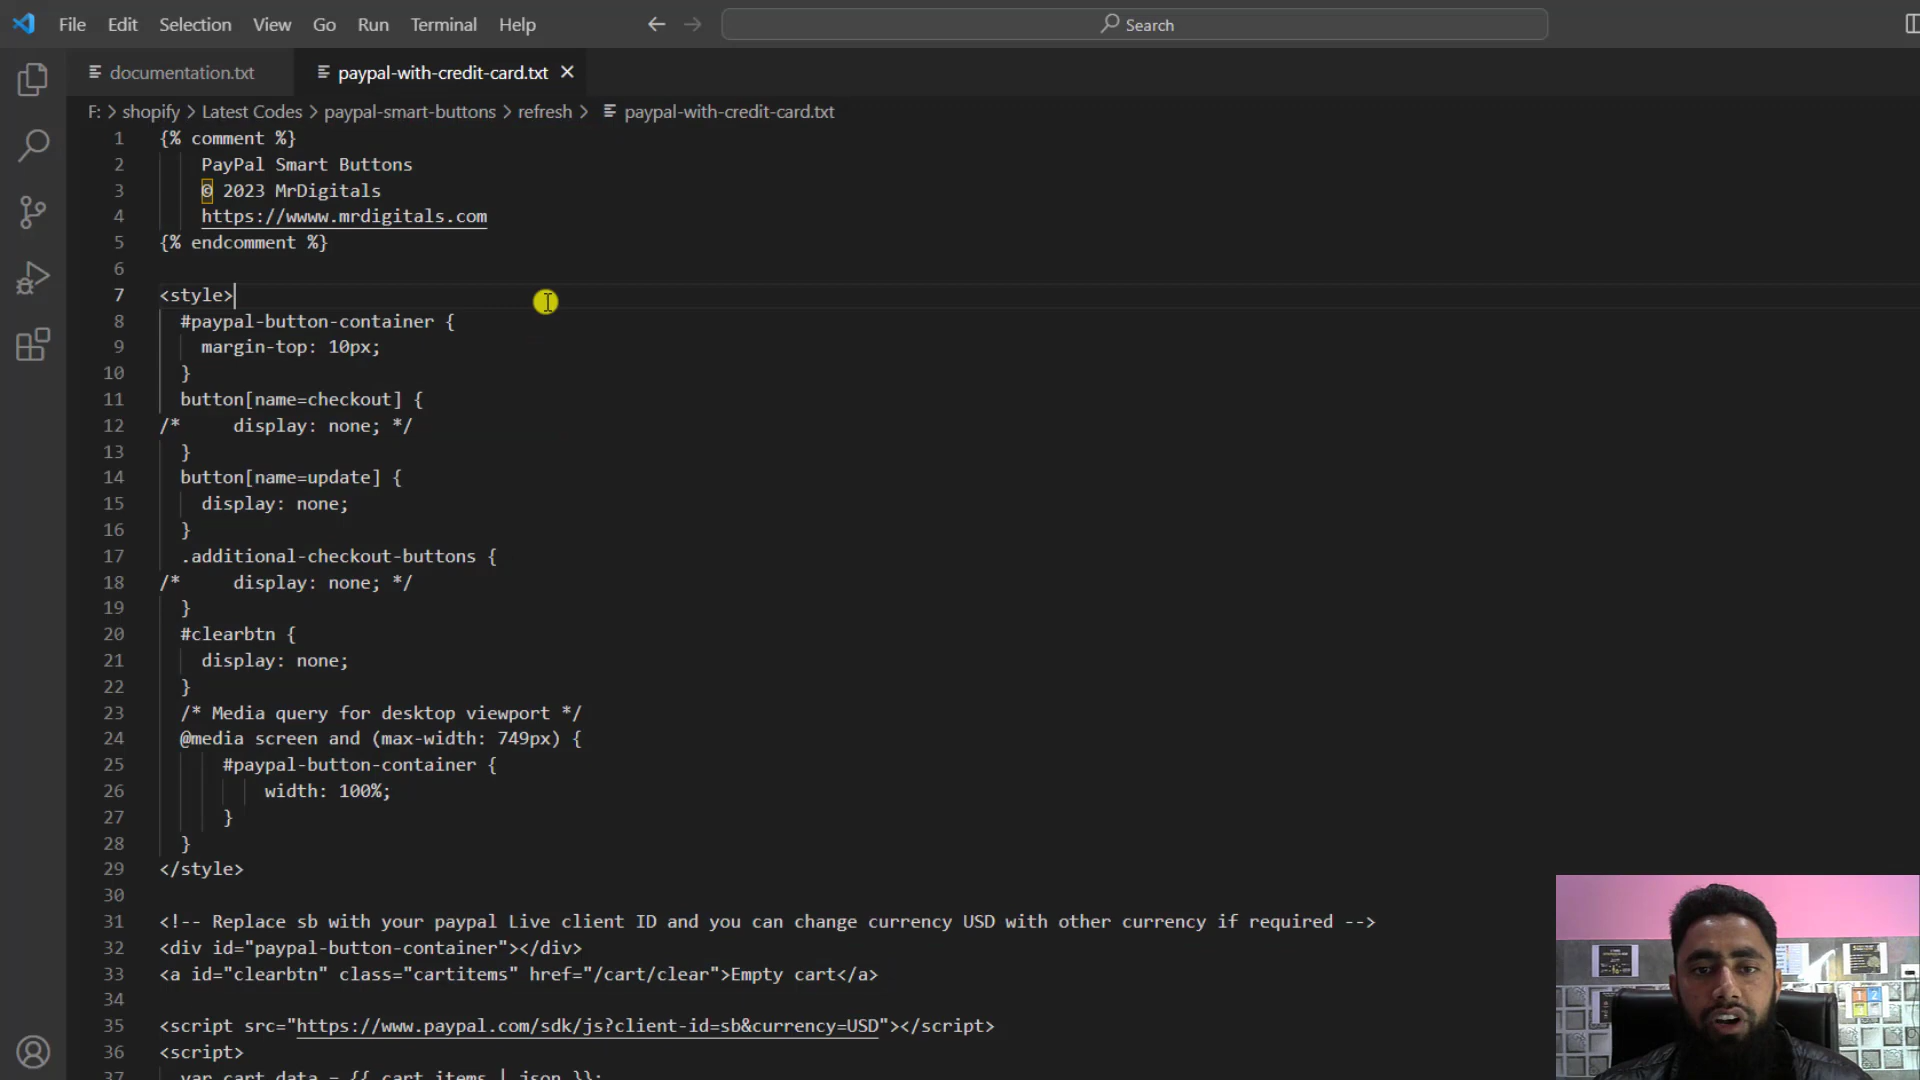 File Edit Selection View Go Run Terminal Help Search
documentation.txt paypal-with-credit-card.txt
F: > shopify > Latest Codes > paypal-smart-buttons > refresh > paypal-with-credit-card.txt
1 {% comment %}
2 PayPal Smart Buttons
3 © 2023 MrDigitals
4 https://wwww.mrdigitals.com
5 {% endcomment %}
6
7 <style>
8 #paypal-button-container {
9 margin-top: 10px;
10 }
11 button[name=checkout] {
12 /* display: none; */
13 }
14 button[name=update] {
15 display: none;
16 }
17 .additional-checkout-buttons {
18 /* display: none; */
19 }
20 #clearbtn {
21 display: none;
22 }
23 /* Media query for desktop viewport */
24 @media screen and (max-width: 749px) {
25 #paypal-button-container {
26 width: 100%;
27 }
28 }
29 </style>
30
31 <!-- Replace sb with your paypal Live client ID and you can change currency USD with other currency if required -->
32 <div id="paypal-button-container"></div>
33 <a id="clearbtn" class="cartitems" href="/cart/clear">Empty cart</a>
34
35 <script src="https://www.paypal.com/sdk/js?client-id=sb&currency=USD"></script>
36 <script>
37 var cart_data = {{ cart.items | json }};